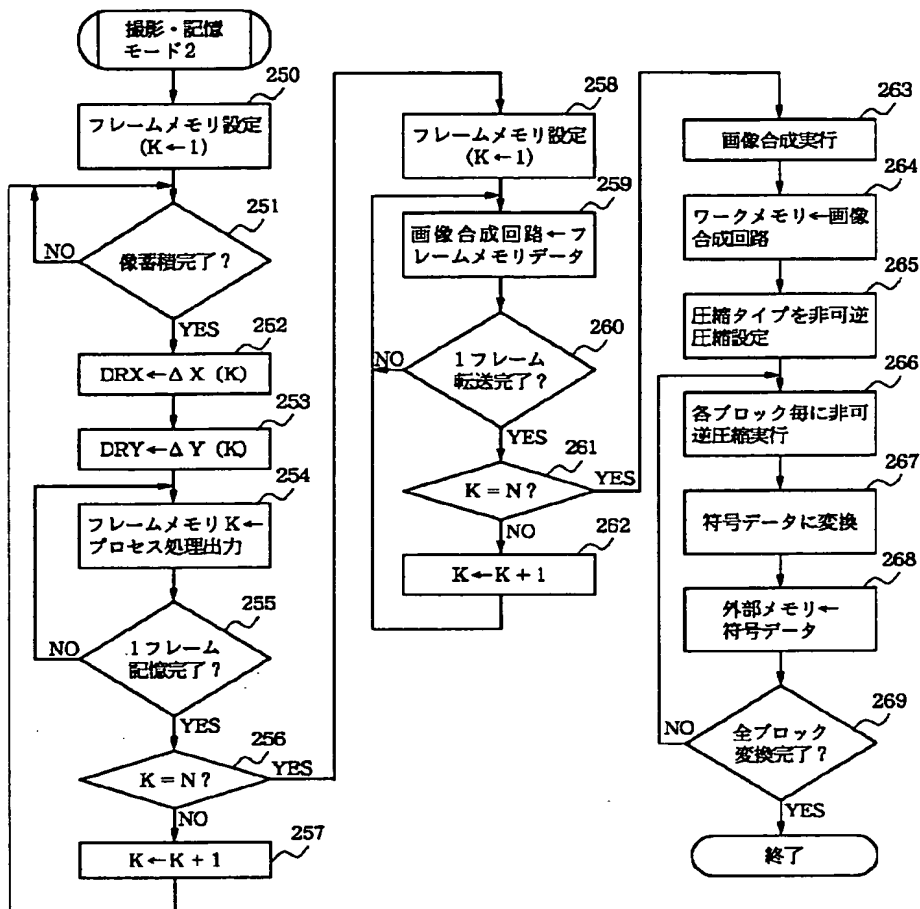 撮影・記憶
モード2
250
フレームメモリ設定
(K←1)
251
像蓄積完了？
NO
YES
252
DRX←ΔX (K)
253
DRY←ΔY (K)
254
フレームメモリK←
プロセス処理出力
255
1フレーム
記憶完了？
NO
YES
256
K=N？
YES
NO
257
K←K+1
258
フレームメモリ設定
(K←1)
259
画像合成回路←フ
レームメモリデータ
260
1フレーム
転送完了？
NO
YES
261
K=N？
YES
NO
262
K←K+1
263
画像合成実行
264
ワークメモリ←画像
合成回路
265
圧縮タイプを非可逆
圧縮設定
266
各ブロック毎に非可
逆圧縮実行
267
符号データに変換
268
外部メモリ←
符号データ
269
全ブロック
変換完了？
NO
YES
終了